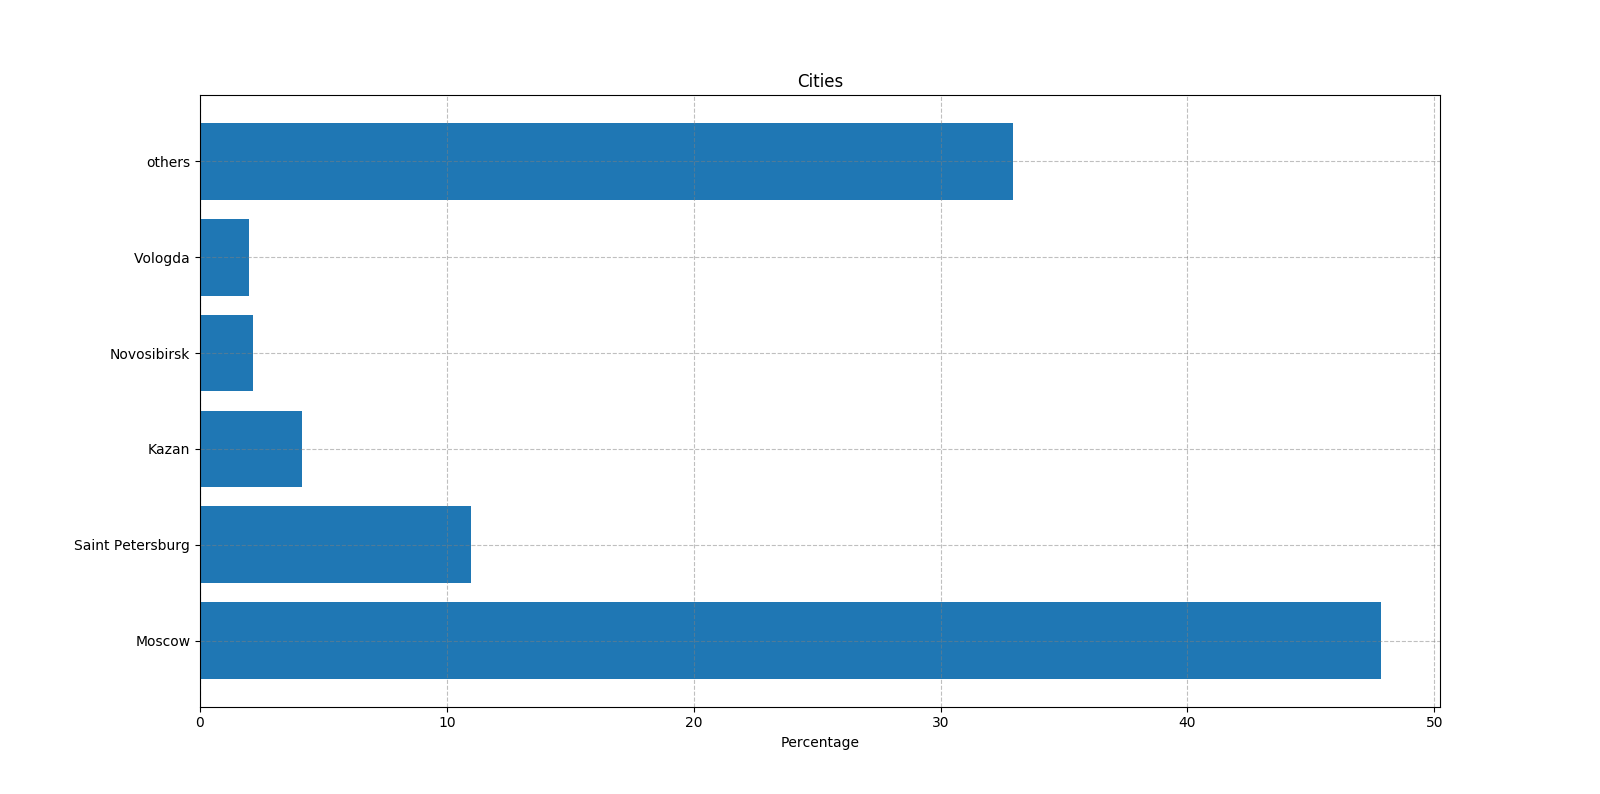 Cities
others
Vologda
Novosibirsk
Kazan
Saint Petersburg
Moscow
0 10 20 30 40 50
Percentage